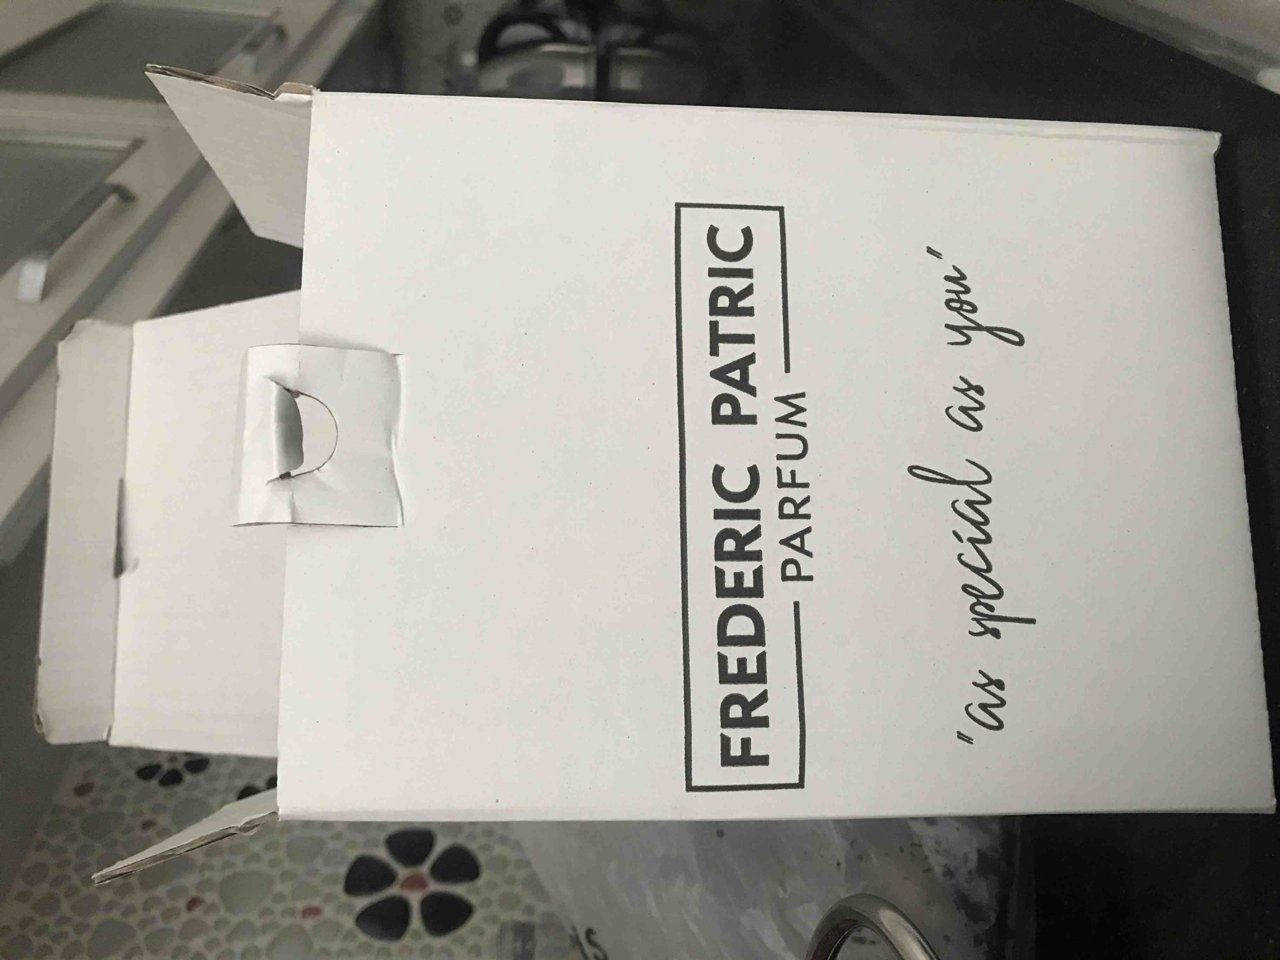 FREDERIC PATRIC
PARFUM
"as special as you"